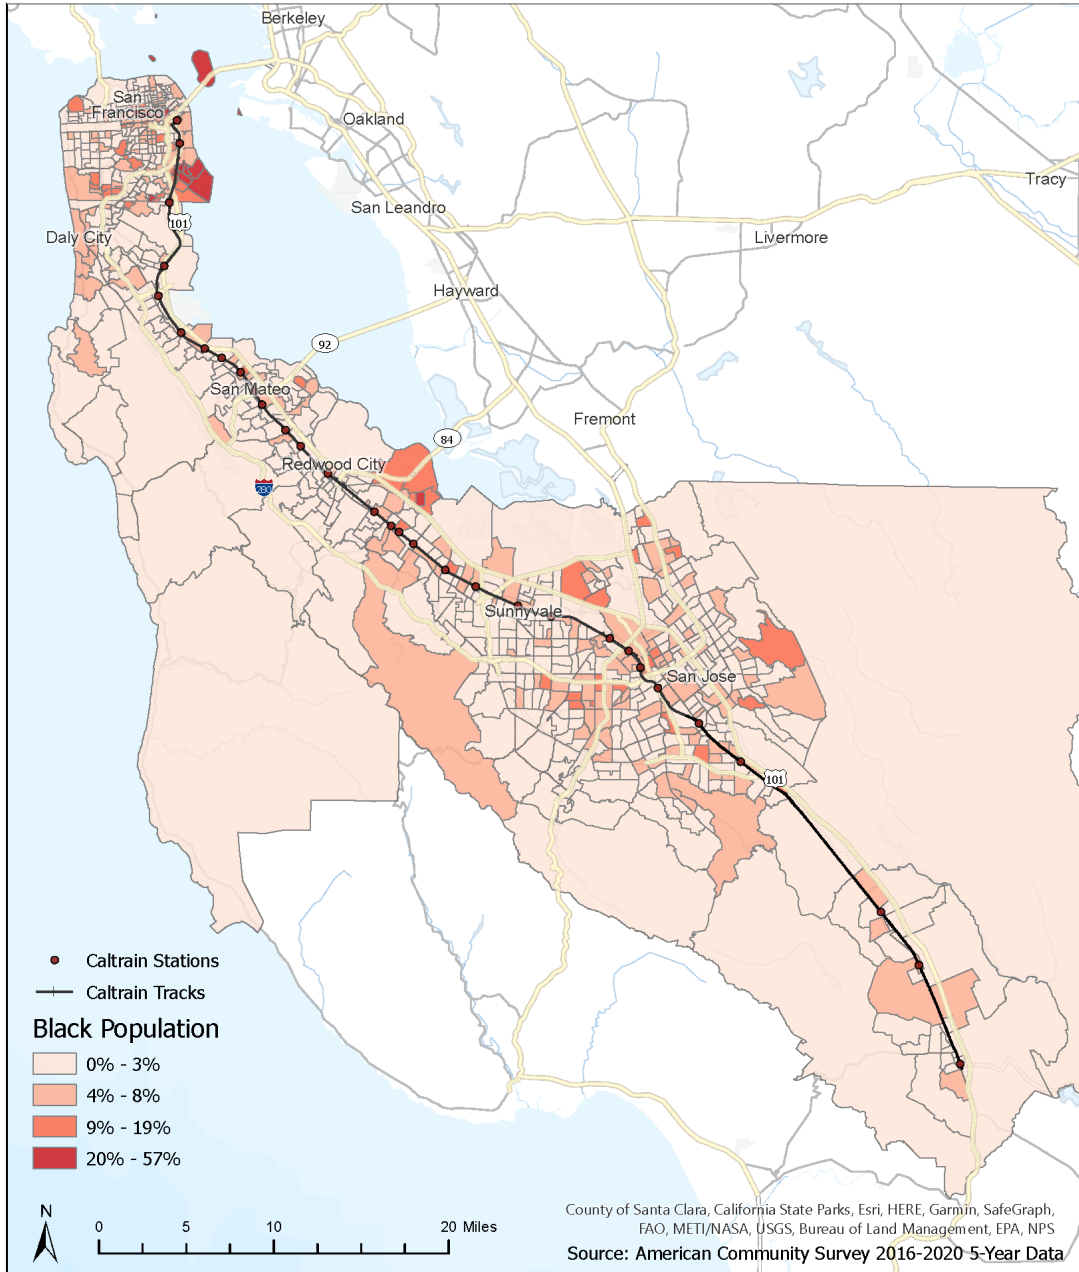 Berkeley
San
Francisco
Oakland
Tracy
San Leandro
101
Daly City
Livermore
Hayward
92
San Mateo
Fremont
84
Redwood City
280
Sunnyvale
San Jose
101
Caltrain Stations
Caltrain Tracks
Black Population
0% - 3%
4% - 8%
9% - 19%
20% - 57%
N
0 5 10 20 Miles
County of Santa Clara, California State Parks, Esri, HERE, Garmin, SafeGraph,
FAO, METI/NASA, USGS, Bureau of Land Management, EPA, NPS
Source: American Community Survey 2016-2020 5-Year Data